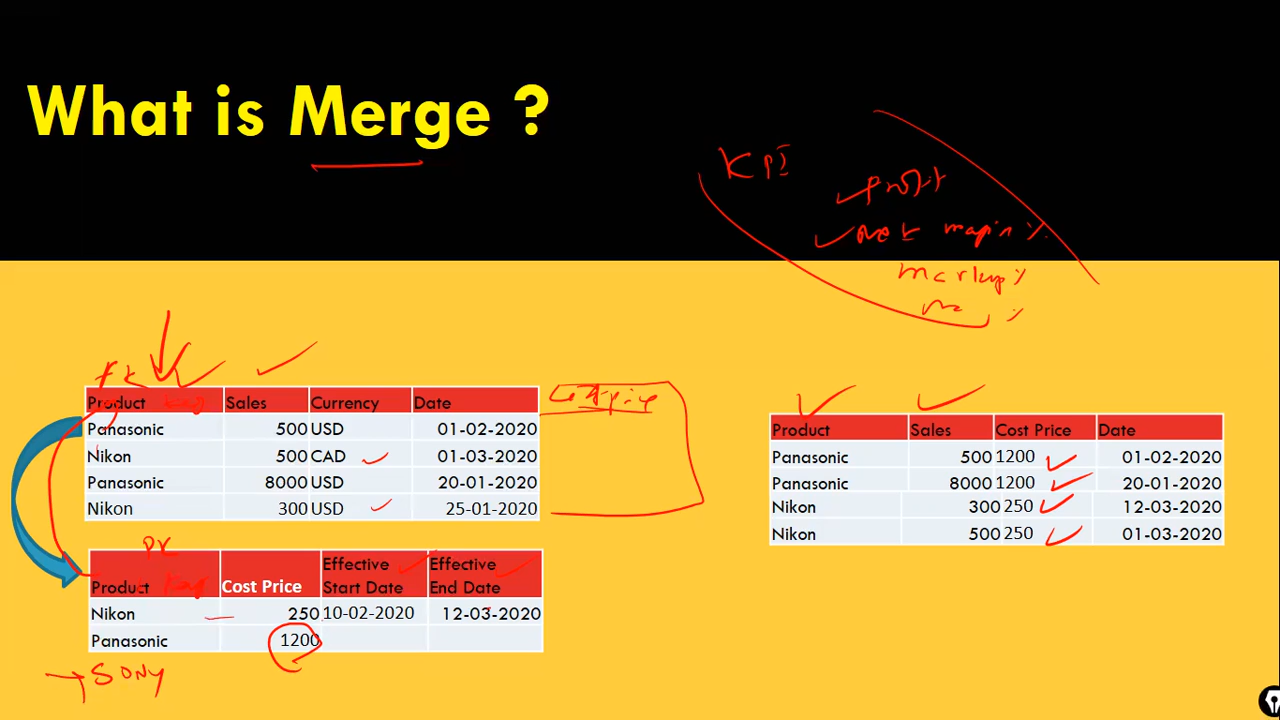 What is Merge ?
KPI
profit
Net margin %
markup %
%
FK
Product Key Sales Currency Date
Panasonic 500 USD 01-02-2020
Nikon 500 CAD 01-03-2020
Panasonic 8000 USD 20-01-2020
Nikon 300 USD 25-01-2020
PK
Product Key Cost Price Effective Start Date Effective End Date
Nikon 250 10-02-2020 12-03-2020
Panasonic 1200
SONY
Product Sales Cost Price Date
Panasonic 500 1200 01-02-2020
Panasonic 8000 1200 20-01-2020
Nikon 300 250 12-03-2020
Nikon 500 250 01-03-2020